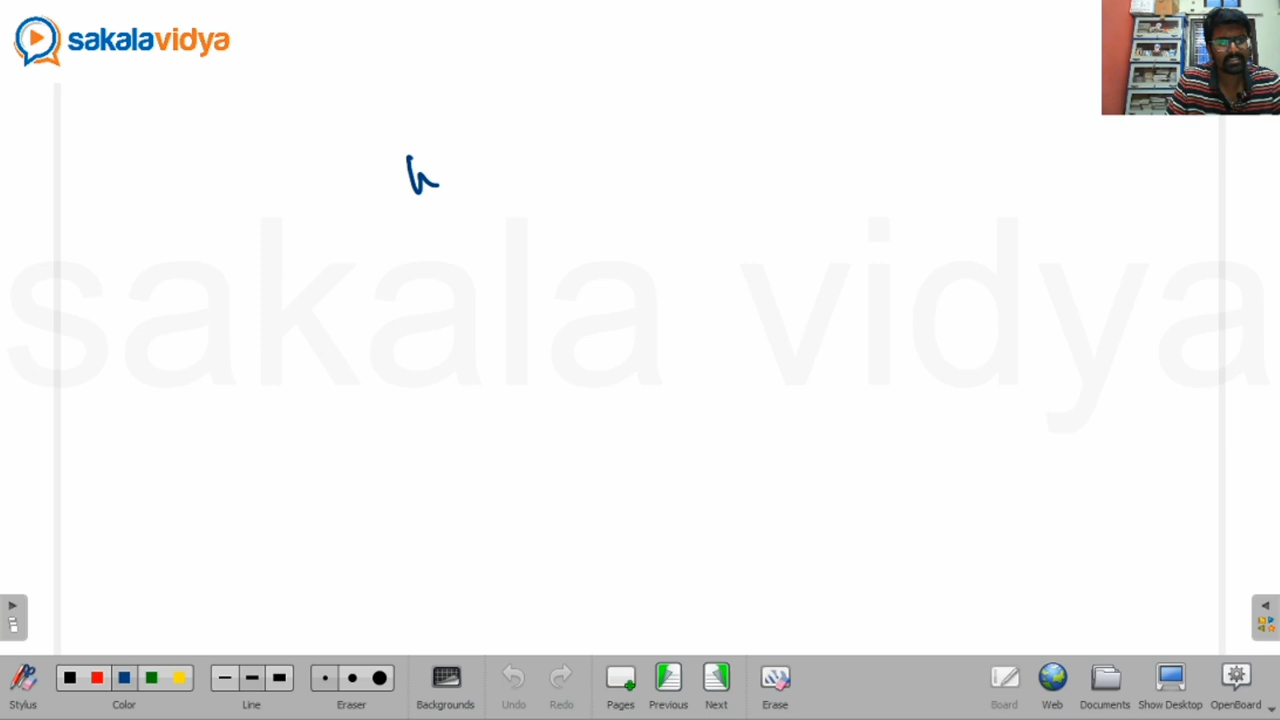 sakalavidya
h
sakala vidya
Stylus
Color
Line
Eraser
Backgrounds
Undo
Redo
Pages
Previous
Next
Erase
Board
Web
Documents
Show Desktop
OpenBoard